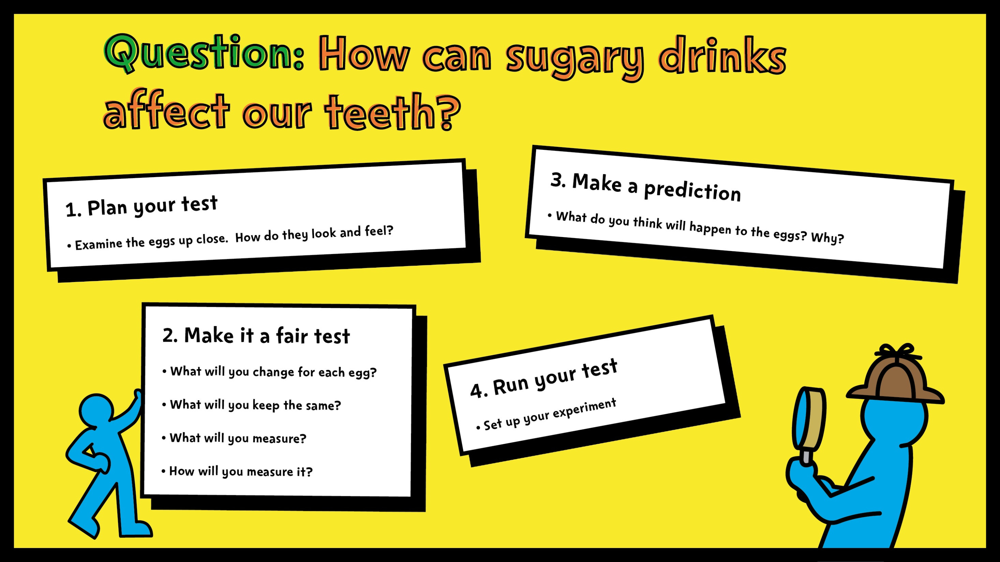 Question: How can sugary drinks
affect our teeth?
1. Plan your test
• Examine the eggs up close. How do they look and feel?
2. Make it a fair test
• What will you change for each egg?
• What will you keep the same?
• What will you measure?
• How will you measure it?
3. Make a prediction
• What do you think will happen to the eggs? Why?
4. Run your test
• Set up your experiment